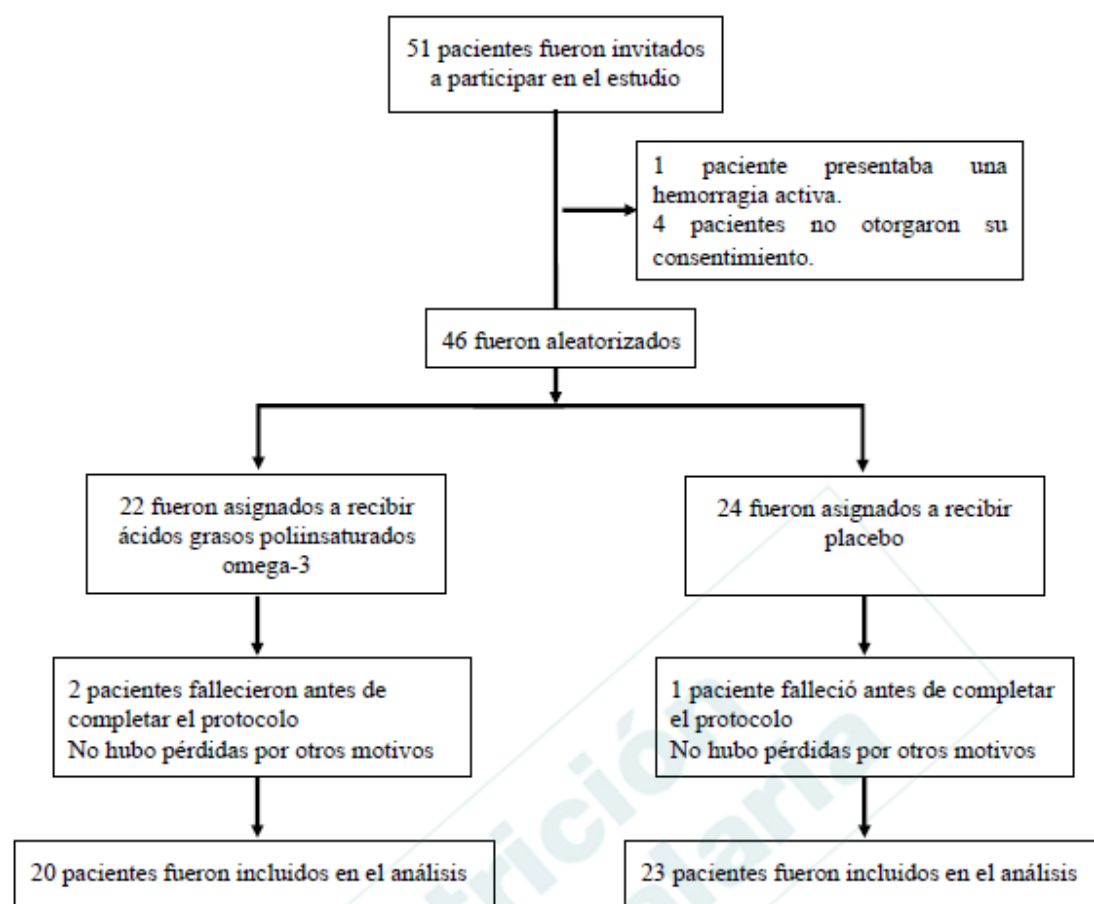 51 pacientes fueron invitados
a participar en el estudio
1 paciente presentaba una
hemorragia activa.
4 pacientes no otorgaron su
consentimiento.
46 fueron aleatorizados
22 fueron asignados a recibir
ácidos grasos poliinsaturados
omega-3
24 fueron asignados a recibir
placebo
2 pacientes fallecieron antes de
completar el protocolo
No hubo pérdidas por otros motivos
1 paciente falleció antes de completar
el protocolo
No hubo pérdidas por otros motivos
20 pacientes fueron incluidos en el análisis
23 pacientes fueron incluidos en el análisis